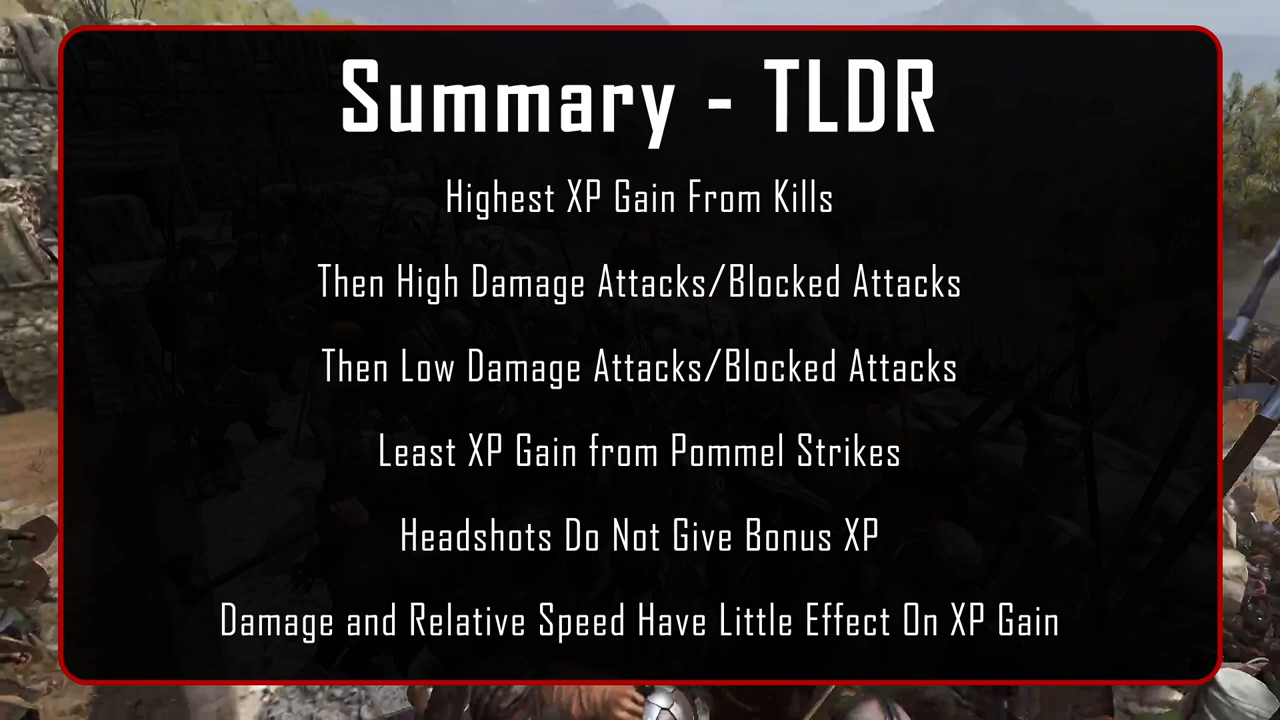 Summary - TLDR
Highest XP Gain From Kills
Then High Damage Attacks/Blocked Attacks
Then Low Damage Attacks/Blocked Attacks
Least XP Gain from Pommel Strikes
Headshots Do Not Give Bonus XP
Damage and Relative Speed Have Little Effect On XP Gain